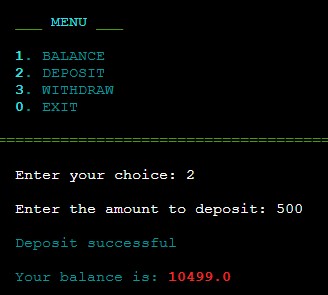 ___ MENU ___
1. BALANCE
2. DEPOSIT
3. WITHDRAW
0. EXIT
=====================================
Enter your choice: 2
Enter the amount to deposit: 500
Deposit successful
Your balance is: 10499.0